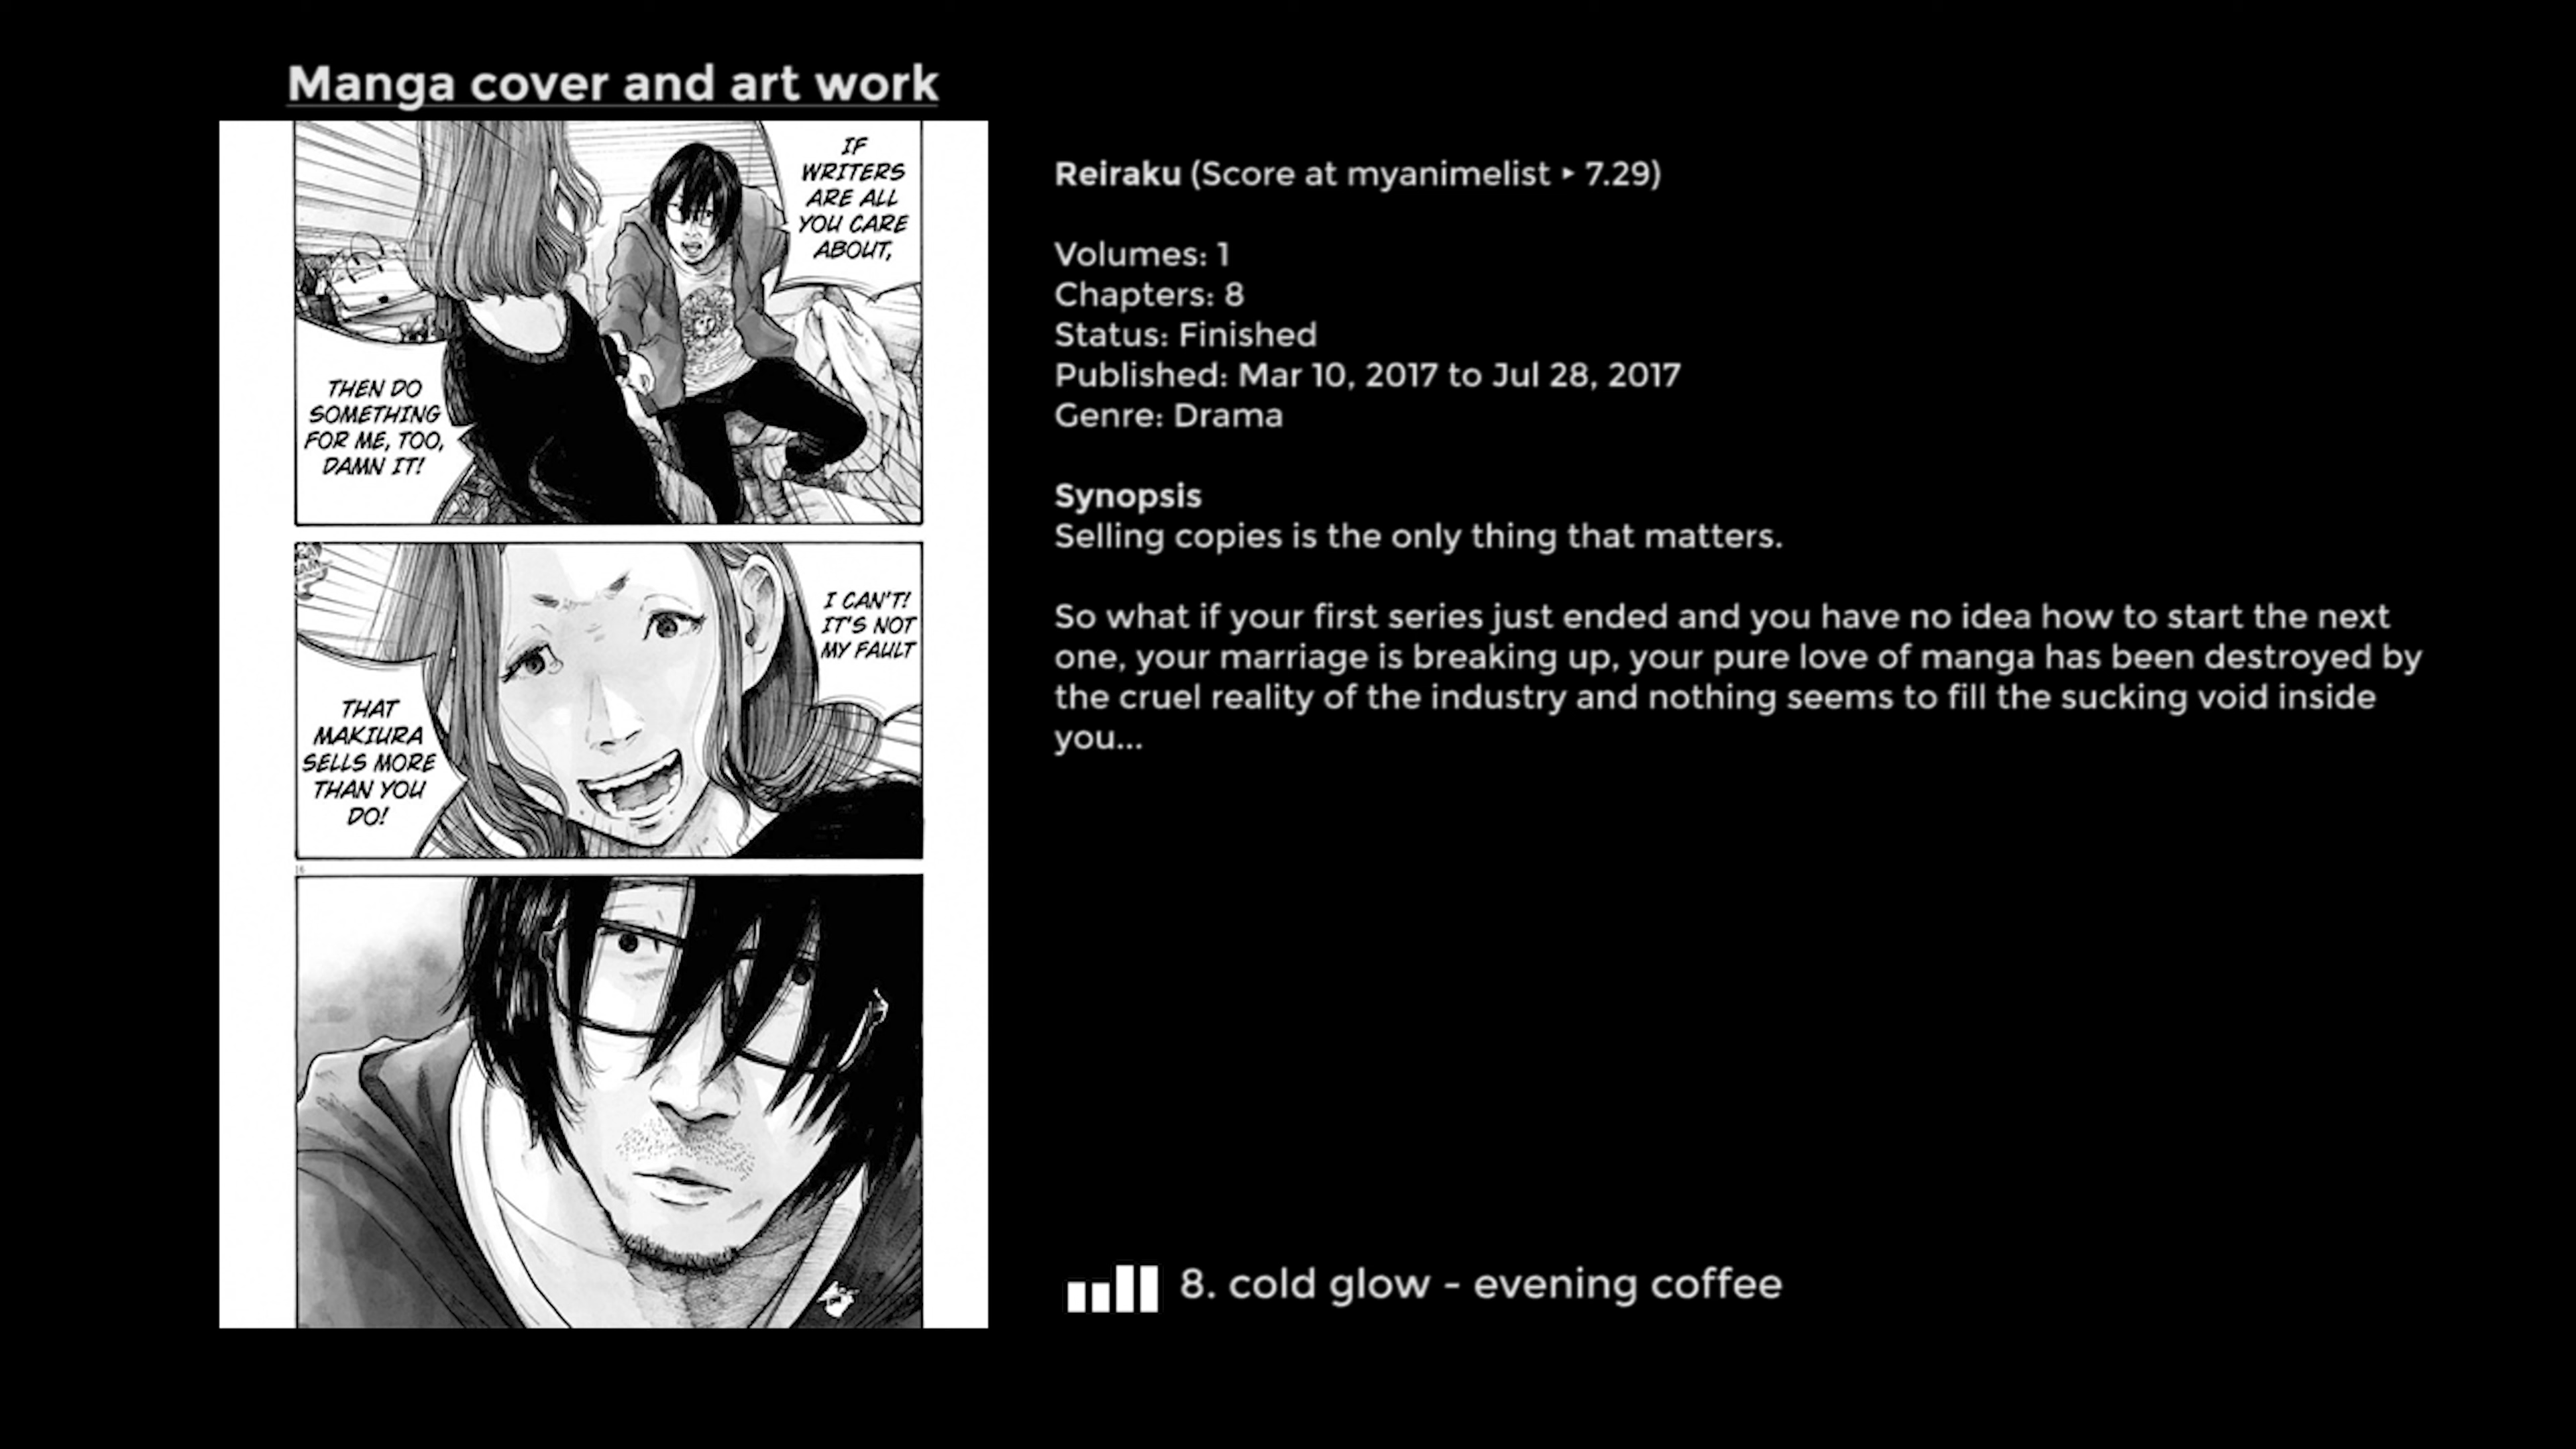 Manga cover and art work
IF
WRITERS
ARE ALL
YOU CARE
ABOUT,
THEN DO
SOMETHING
FOR ME, TOO,
DAMN IT!
I CAN'T!
IT'S NOT
MY FAULT
THAT
MAKIURA
SELLS MORE
THAN YOU
DO!
16
Reiraku (Score at myanimelist ▸ 7.29)
Volumes: 1
Chapters: 8
Status: Finished
Published: Mar 10, 2017 to Jul 28, 2017
Genre: Drama
Synopsis
Selling copies is the only thing that matters.
So what if your first series just ended and you have no idea how to start the next
one, your marriage is breaking up, your pure love of manga has been destroyed by
the cruel reality of the industry and nothing seems to fill the sucking void inside
you...
8. cold glow - evening coffee